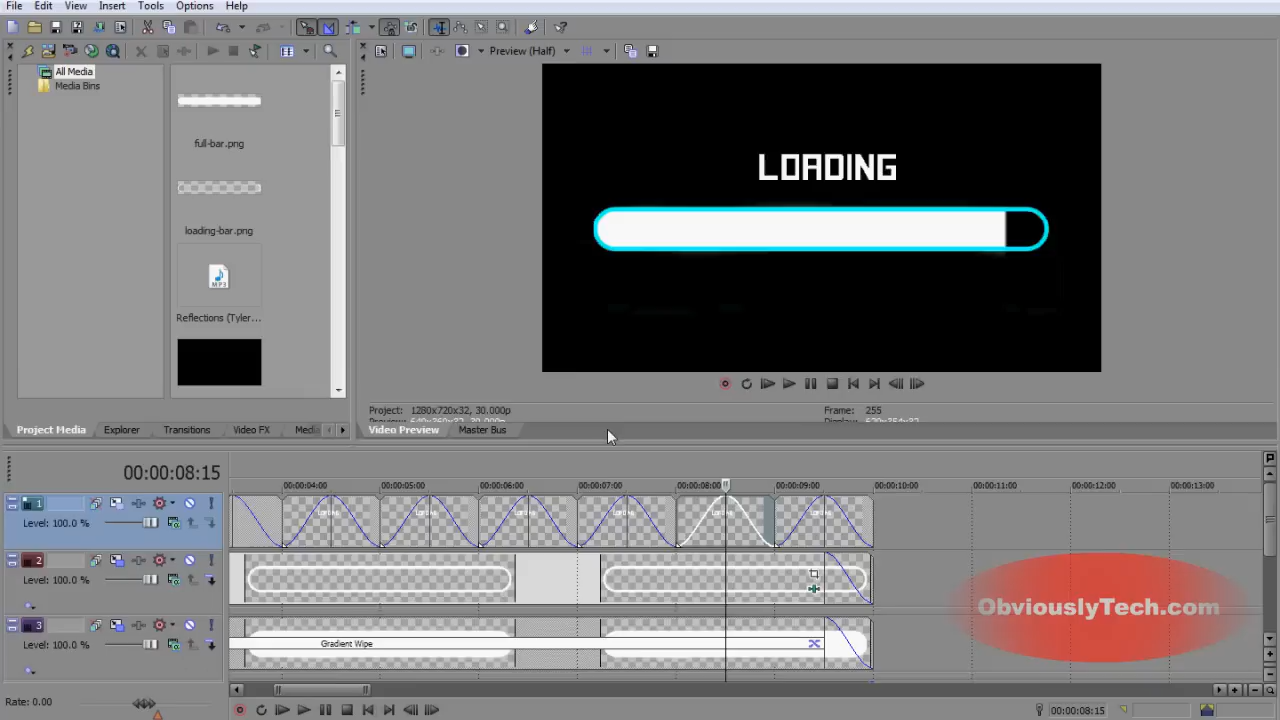 File Edit View Insert Tools Options Help
Preview (Half)
All Media
Media Bins
full-bar.png
loading-bar.png
MP3
Reflections (Tyler...
LOADING
Project: 1280x720x32, 30.000p
Frame: 255
Project Media Explorer Transitions Video FX
Video Preview Master Bus
00:00:08:15
00:00:04:00 00:00:05:00 00:00:06:00 00:00:07:00 00:00:08:00 00:00:09:00 00:00:10:00 00:00:11:00 00:00:12:00 00:00:13:00
1
Level: 100.0 %
2
Level: 100.0 %
3
Level: 100.0 %
Gradient Wipe
ObviouslyTech.com
Rate: 0.00
00:00:08:15